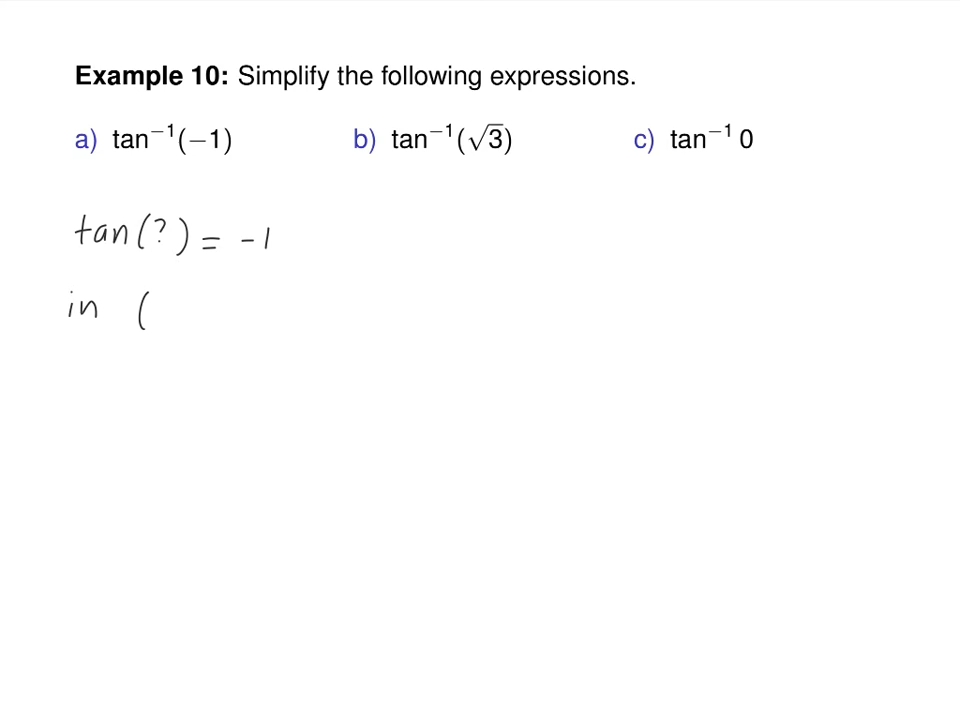 Example 10: Simplify the following expressions.
a) tan⁻¹(−1) b) tan⁻¹(√3) c) tan⁻¹ 0
tan(?) = -1
in (